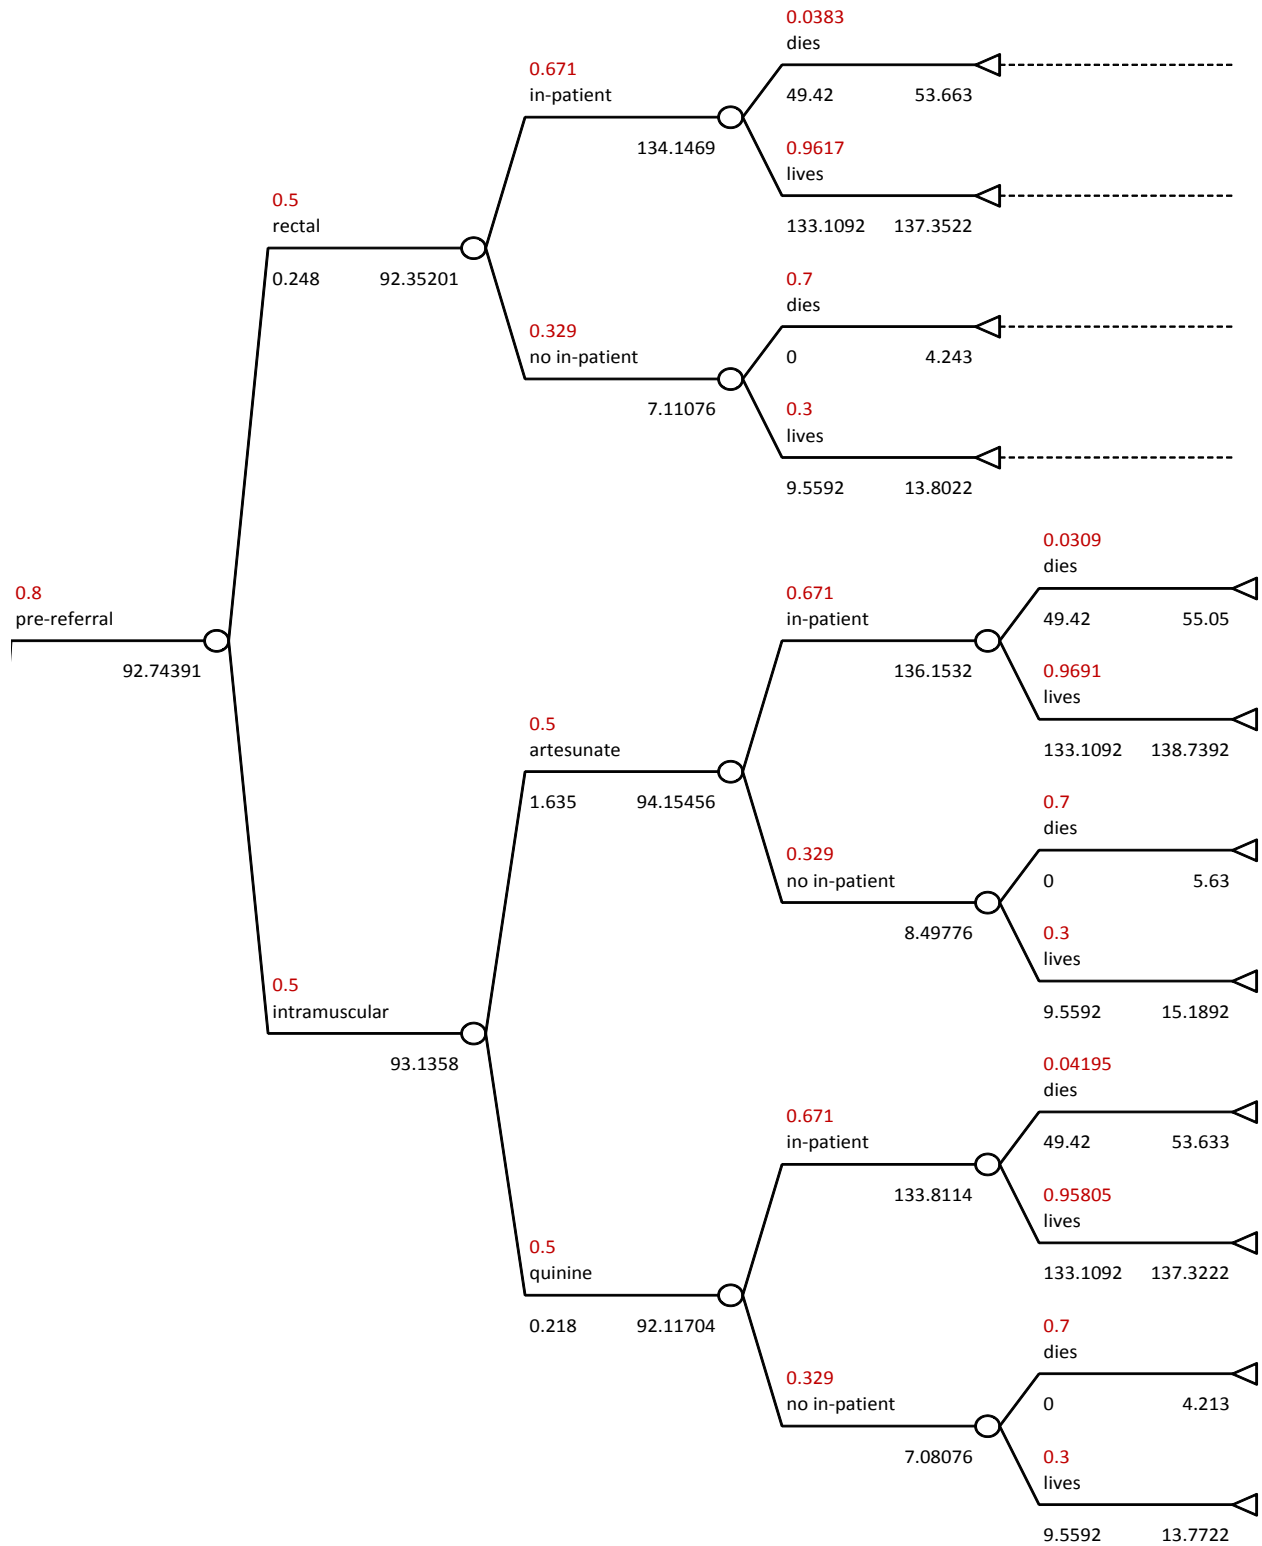 0.0383
dies
49.42 53.663
0.671
in-patient
134.1469
0.9617
lives
133.1092 137.3522
0.5
rectal
0.248 92.35201
0.7
dies
0 4.243
0.329
no in-patient
7.11076
0.3
lives
9.5592 13.8022
0.8
pre-referral
92.74391
0.0309
dies
49.42 55.05
0.671
in-patient
136.1532
0.9691
lives
133.1092 138.7392
0.5
artesunate
1.635 94.15456
0.7
dies
0 5.63
0.329
no in-patient
8.49776
0.3
lives
9.5592 15.1892
0.5
intramuscular
93.1358
0.04195
dies
49.42 53.633
0.671
in-patient
133.8114
0.95805
lives
133.1092 137.3222
0.5
quinine
0.218 92.11704
0.7
dies
0 4.213
0.329
no in-patient
7.08076
0.3
lives
9.5592 13.7722